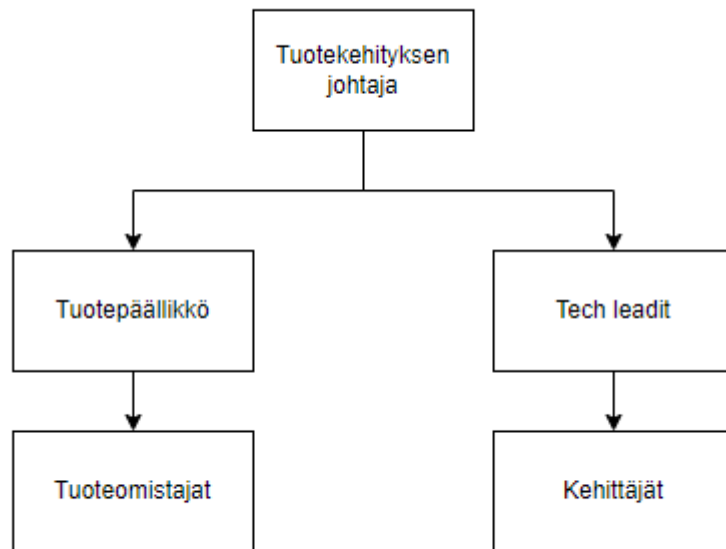 Tuotekehityksen
johtaja
Tuotepäällikkö
Tech leadit
Tuoteomistajat
Kehittäjät